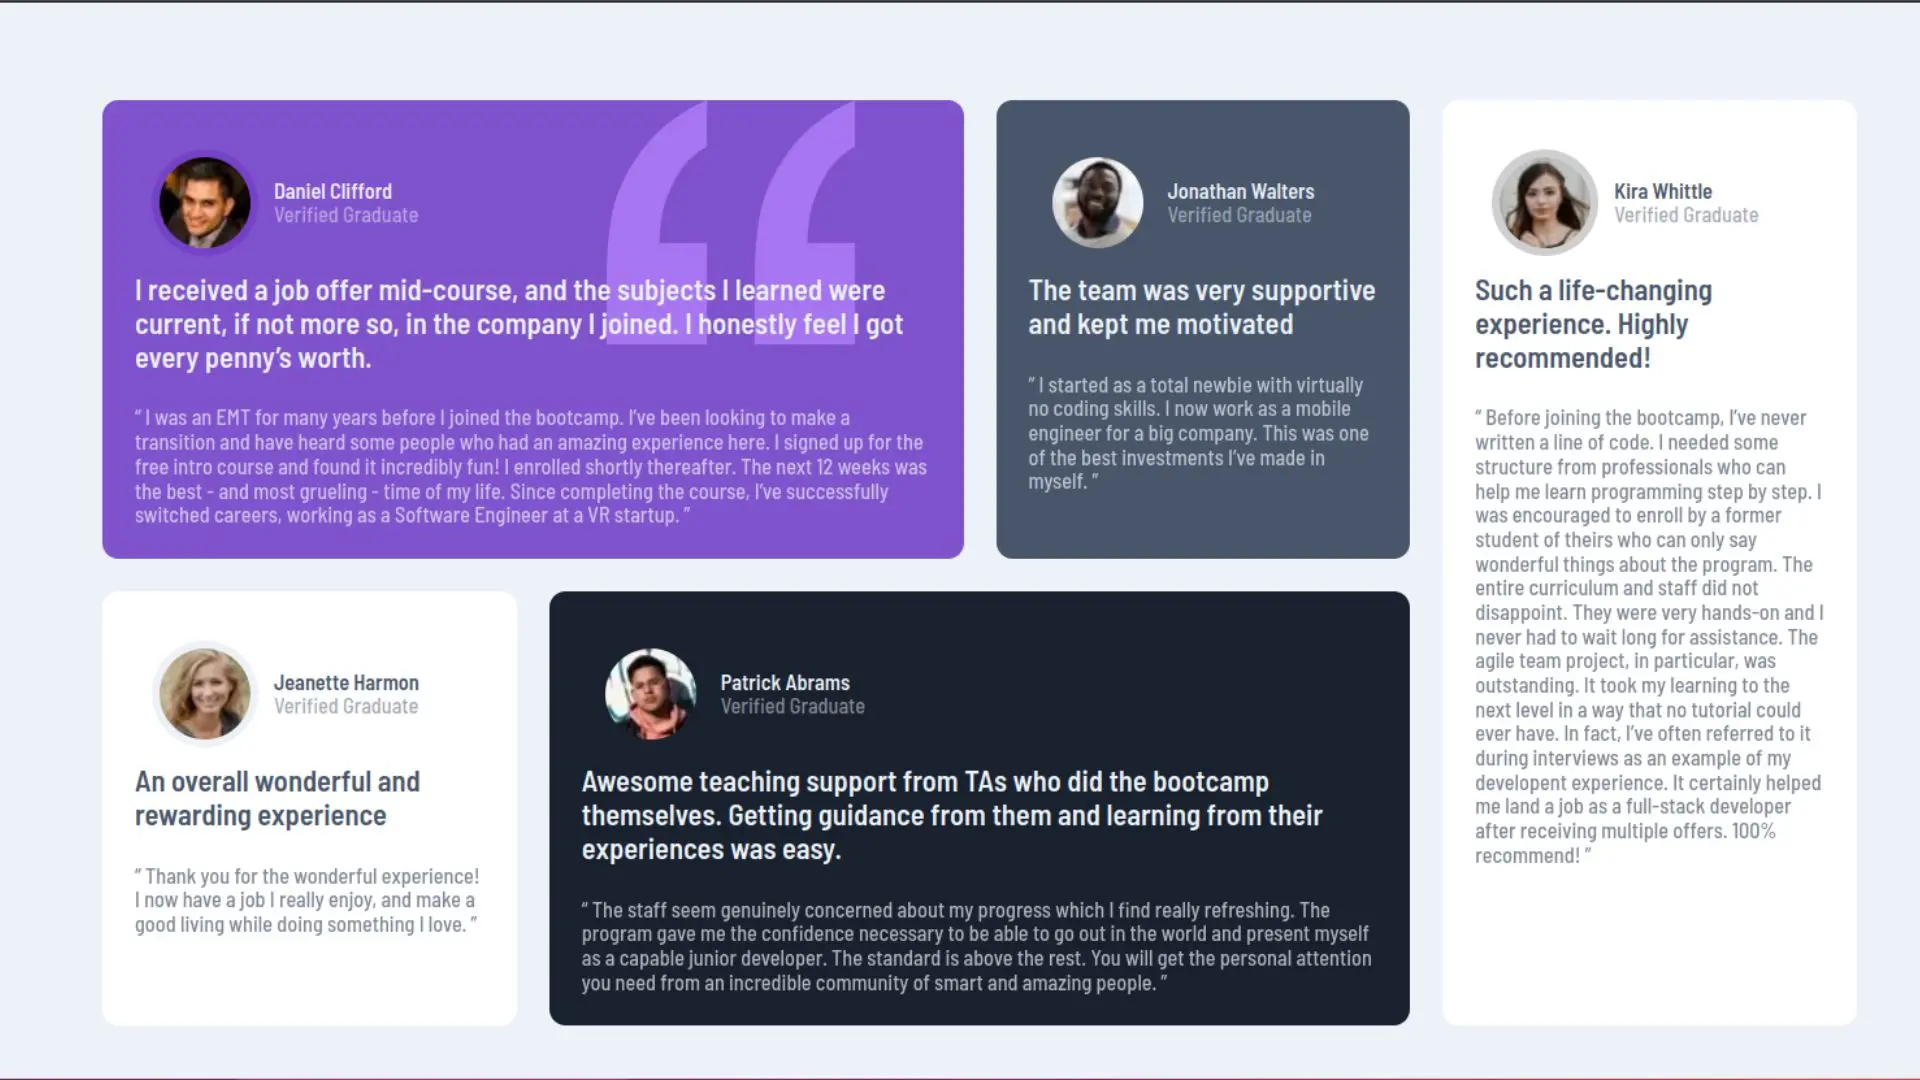 Daniel Clifford
Verified Graduate
I received a job offer mid-course, and the subjects I learned were
current, if not more so, in the company I joined. I honestly feel I got
every penny’s worth.
“ I was an EMT for many years before I joined the bootcamp. I’ve been looking to make a
transition and have heard some people who had an amazing experience here. I signed up for the
free intro course and found it incredibly fun! I enrolled shortly thereafter. The next 12 weeks was
the best - and most grueling - time of my life. Since completing the course, I’ve successfully
switched careers, working as a Software Engineer at a VR startup. ”
Jonathan Walters
Verified Graduate
The team was very supportive
and kept me motivated
“ I started as a total newbie with virtually
no coding skills. I now work as a mobile
engineer for a big company. This was one
of the best investments I’ve made in
myself. ”
Kira Whittle
Verified Graduate
Such a life-changing
experience. Highly
recommended!
“ Before joining the bootcamp, I’ve never
written a line of code. I needed some
structure from professionals who can
help me learn programming step by step. I
was encouraged to enroll by a former
student of theirs who can only say
wonderful things about the program. The
entire curriculum and staff did not
disappoint. They were very hands-on and I
never had to wait long for assistance. The
agile team project, in particular, was
outstanding. It took my learning to the
next level in a way that no tutorial could
ever have. In fact, I’ve often referred to it
during interviews as an example of my
developent experience. It certainly helped
me land a job as a full-stack developer
after receiving multiple offers. 100%
recommend! ”
Jeanette Harmon
Verified Graduate
An overall wonderful and
rewarding experience
“ Thank you for the wonderful experience!
I now have a job I really enjoy, and make a
good living while doing something I love. ”
Patrick Abrams
Verified Graduate
Awesome teaching support from TAs who did the bootcamp
themselves. Getting guidance from them and learning from their
experiences was easy.
“ The staff seem genuinely concerned about my progress which I find really refreshing. The
program gave me the confidence necessary to be able to go out in the world and present myself
as a capable junior developer. The standard is above the rest. You will get the personal attention
you need from an incredible community of smart and amazing people. ”